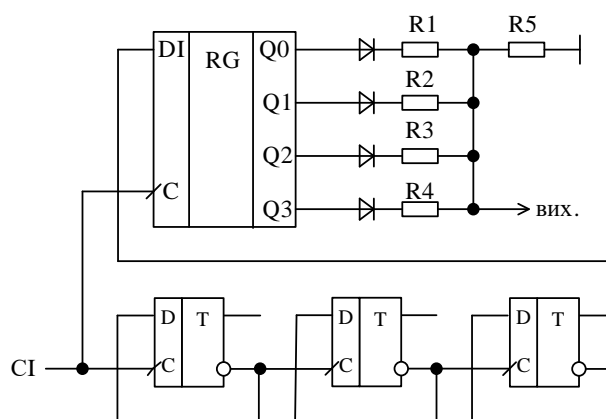 R1 R5
DI RG Q0
R2
Q1
R3
Q2
R4
C Q3 вих.
D T D T D T
CI C C C